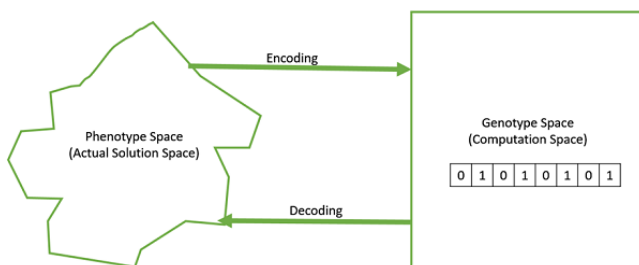 Encoding
Phenotype Space
(Actual Solution Space)
Genotype Space
(Computation Space)
0 1 0 1 0 1 0 1
Decoding